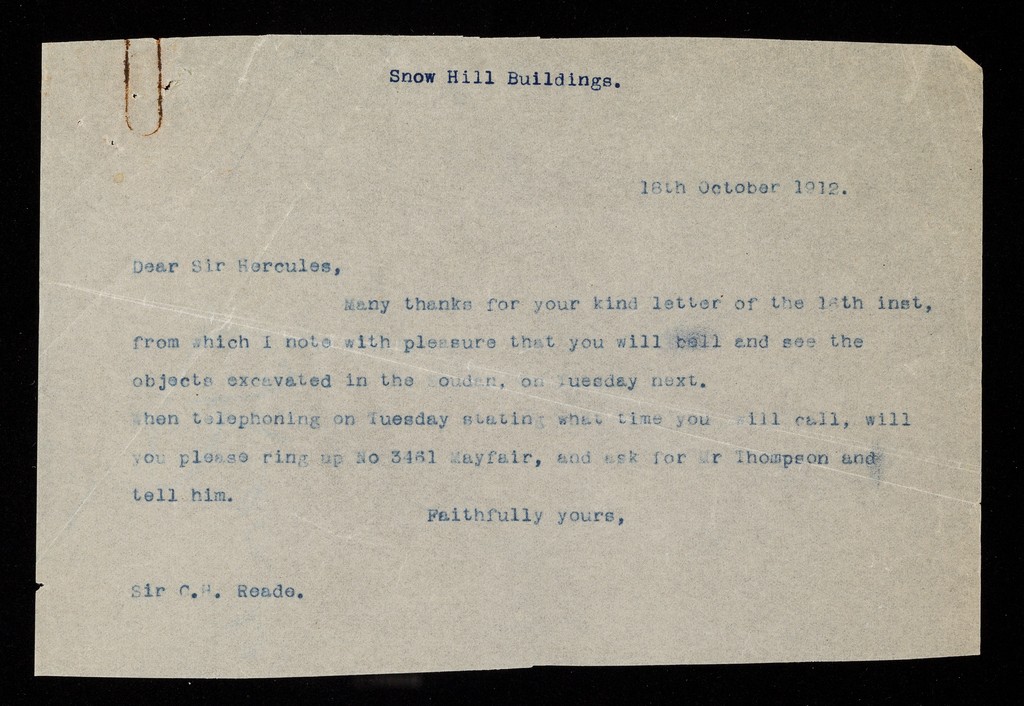 Snow Hill Buildings.
18th October 1912.
Dear Sir Hercules,
Many thanks for your kind letter of the 18th inst,
from which I note with pleasure that you will and see the
objects excavated in the Soudan, on Tuesday next.
When telephoning on Tuesday stating what time you will call, will
you please ring up No 3461 Mayfair, and ask for Mr Thompson and
tell him.
Faithfully yours,
Sir C.H. Reade.